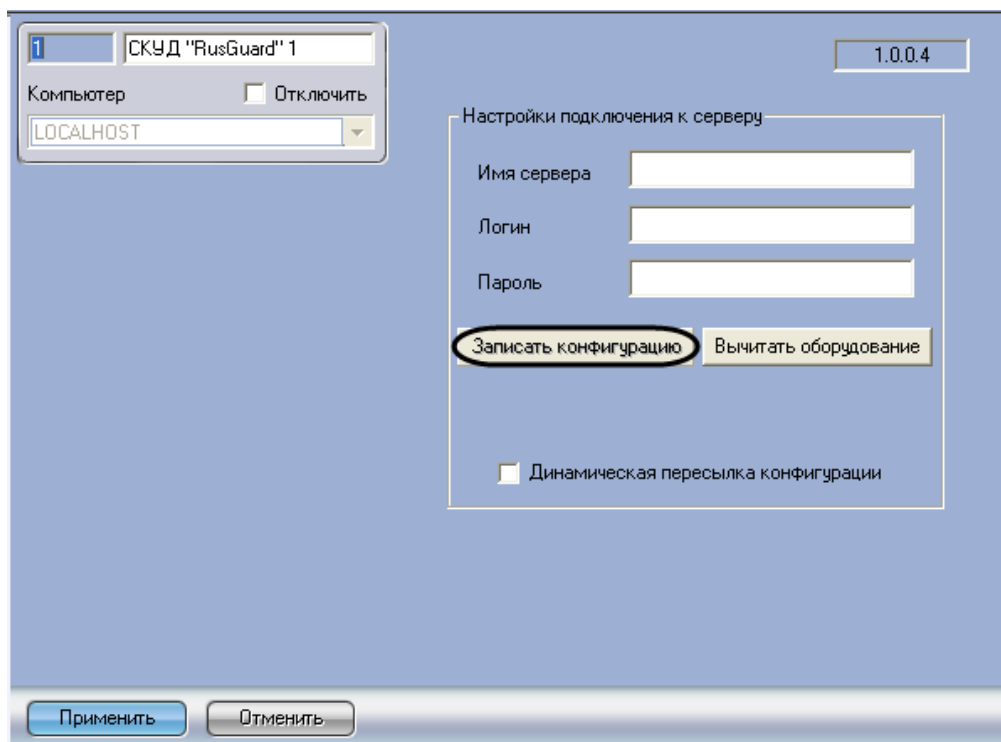 1
СКУД "RusGuard" 1
1.0.0.4
Компьютер
Отключить
LOCALHOST
Настройки подключения к серверу
Имя сервера
Логин
Пароль
Записать конфигурацию
Вычитать оборудование
Динамическая пересылка конфигурации
Применить
Отменить